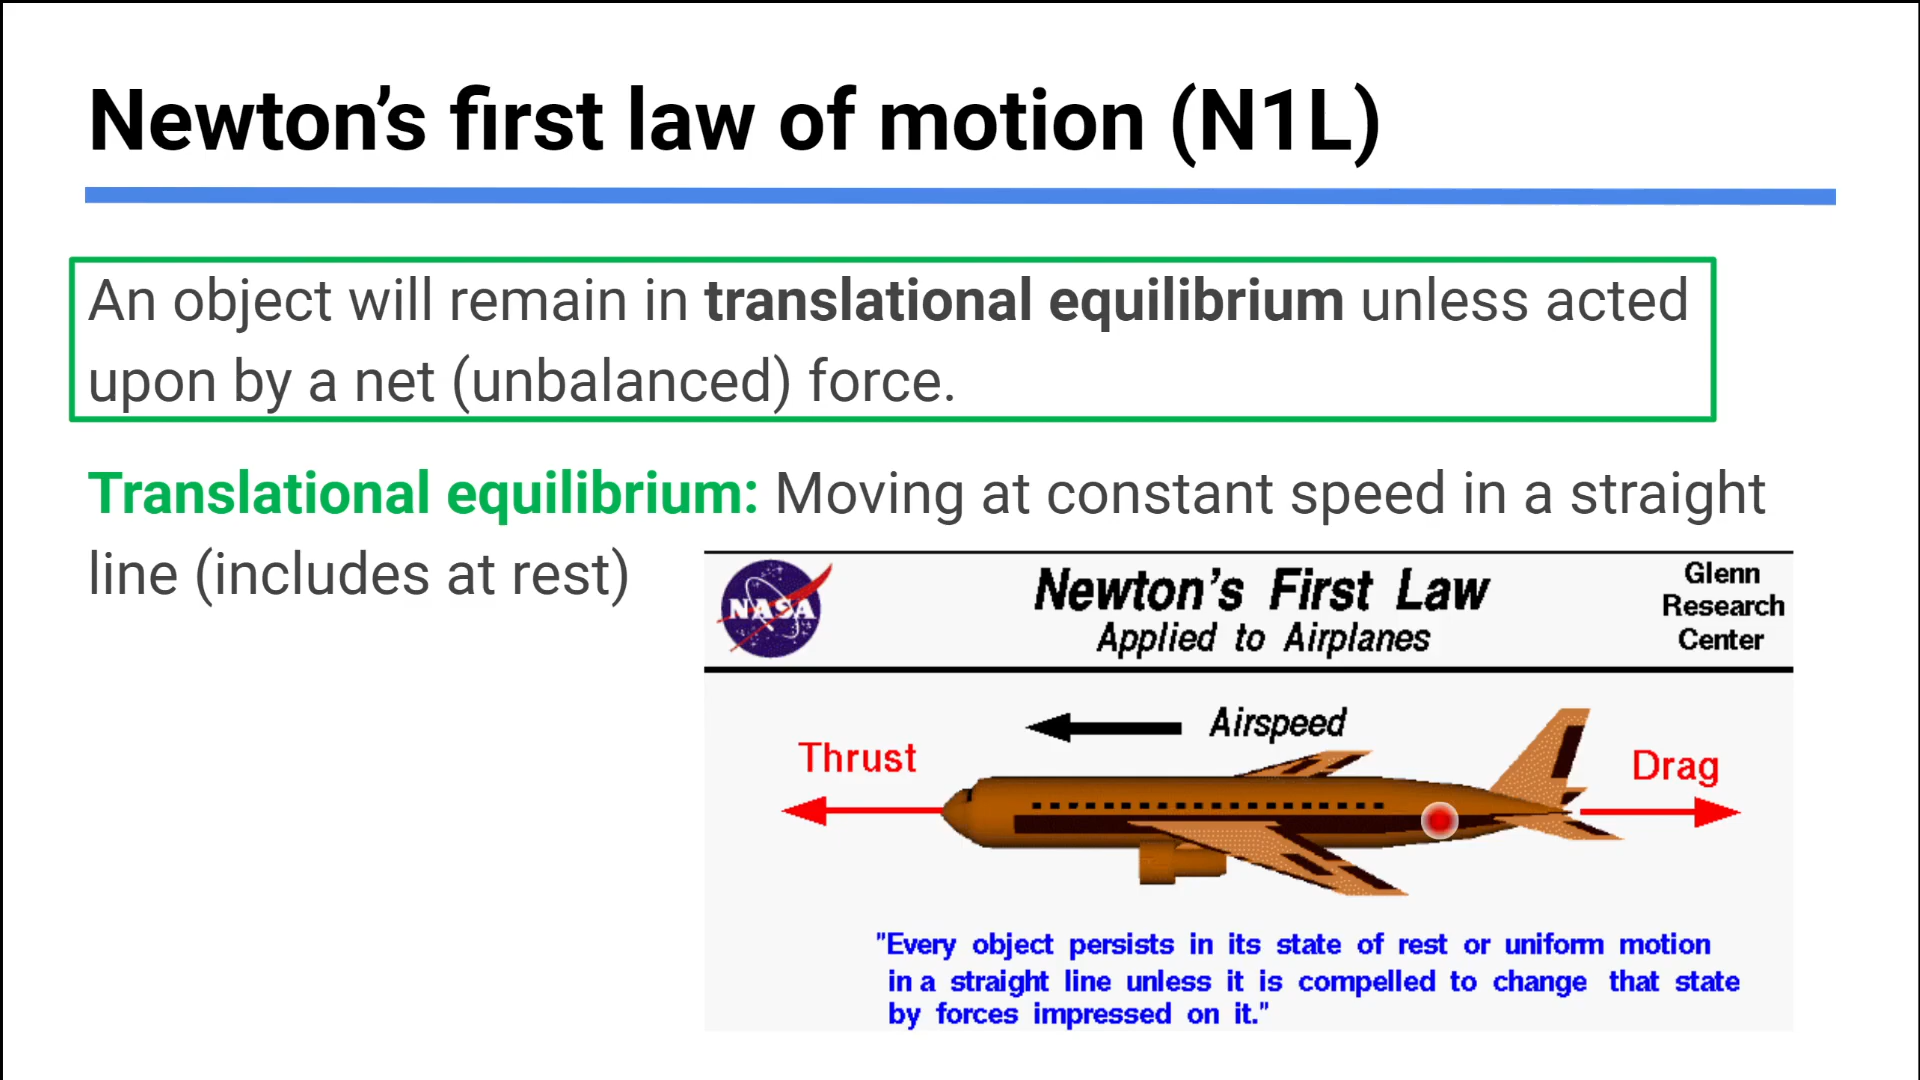 Newton’s first law of motion (N1L)
An object will remain in translational equilibrium unless acted
upon by a net (unbalanced) force.
Translational equilibrium: Moving at constant speed in a straight
line (includes at rest)
NASA
Newton's First Law
Applied to Airplanes
Glenn
Research
Center
Airspeed
Thrust
Drag
"Every object persists in its state of rest or uniform motion
in a straight line unless it is compelled to change that state
by forces impressed on it."